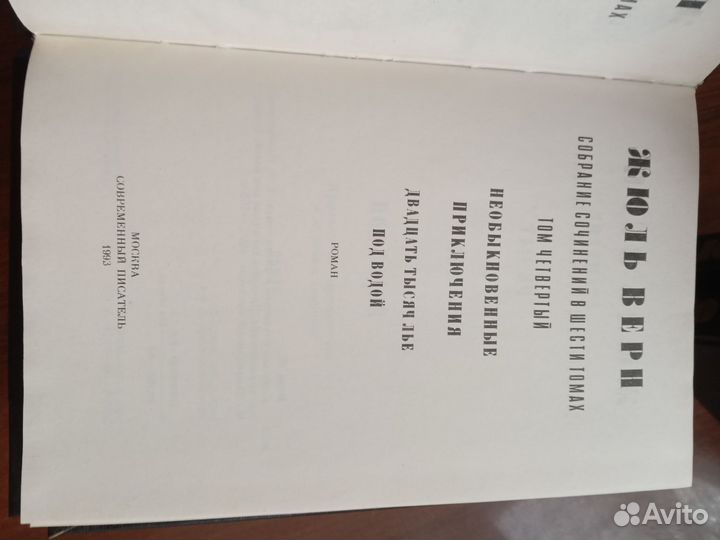 ЖЮЛЬ ВЕРН
СОБРАНИЕ СОЧИНЕНИЙ В ШЕСТИ ТОМАХ
ТОМ ЧЕТВЕРТЫЙ
НЕОБЫКНОВЕННЫЕ
ПРИКЛЮЧЕНИЯ
ДВАДЦАТЬ ТЫСЯЧ ЛЬЕ
ПОД ВОДОЙ
РОМАН
МОСКВА
СОВРЕМЕННЫЙ ПИСАТЕЛЬ
1993
Avito